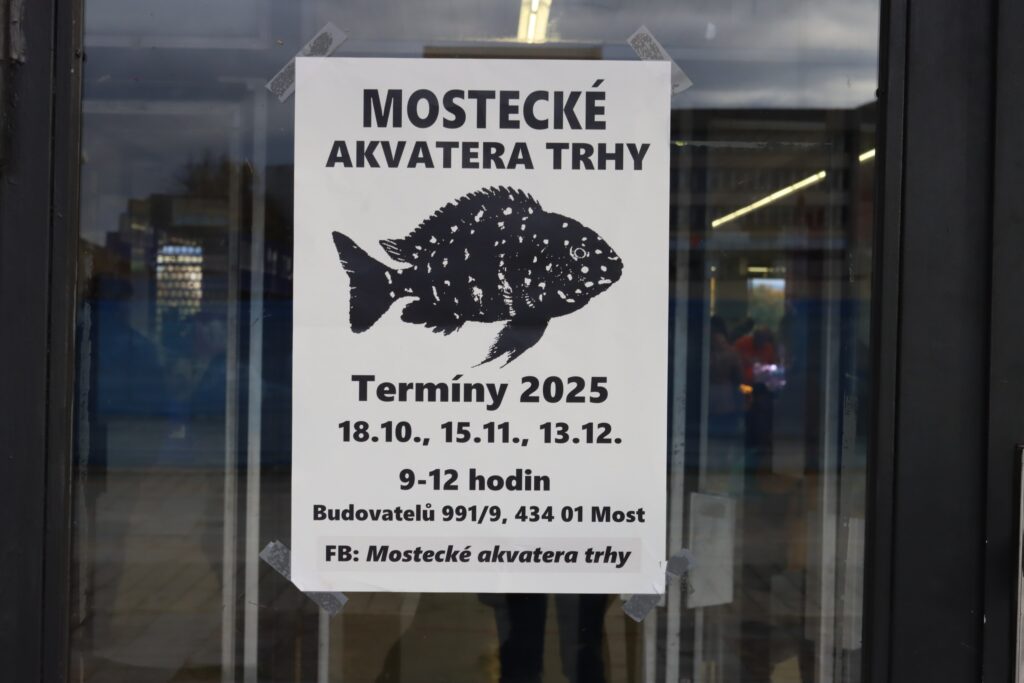 MOSTECKÉ
AKVATERA TRHY
Termíny 2025
18.10., 15.11., 13.12.
9-12 hodin
Budovatelů 991/9, 434 01 Most
FB: Mostecké akvatera trhy